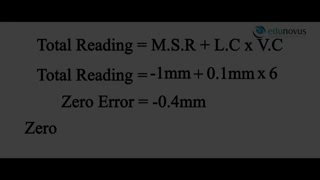 edunovus
Total Reading = M.S.R + L.C x V.C
Total Reading = -1mm + 0.1mm x 6
Zero Error = -0.4mm
Zero